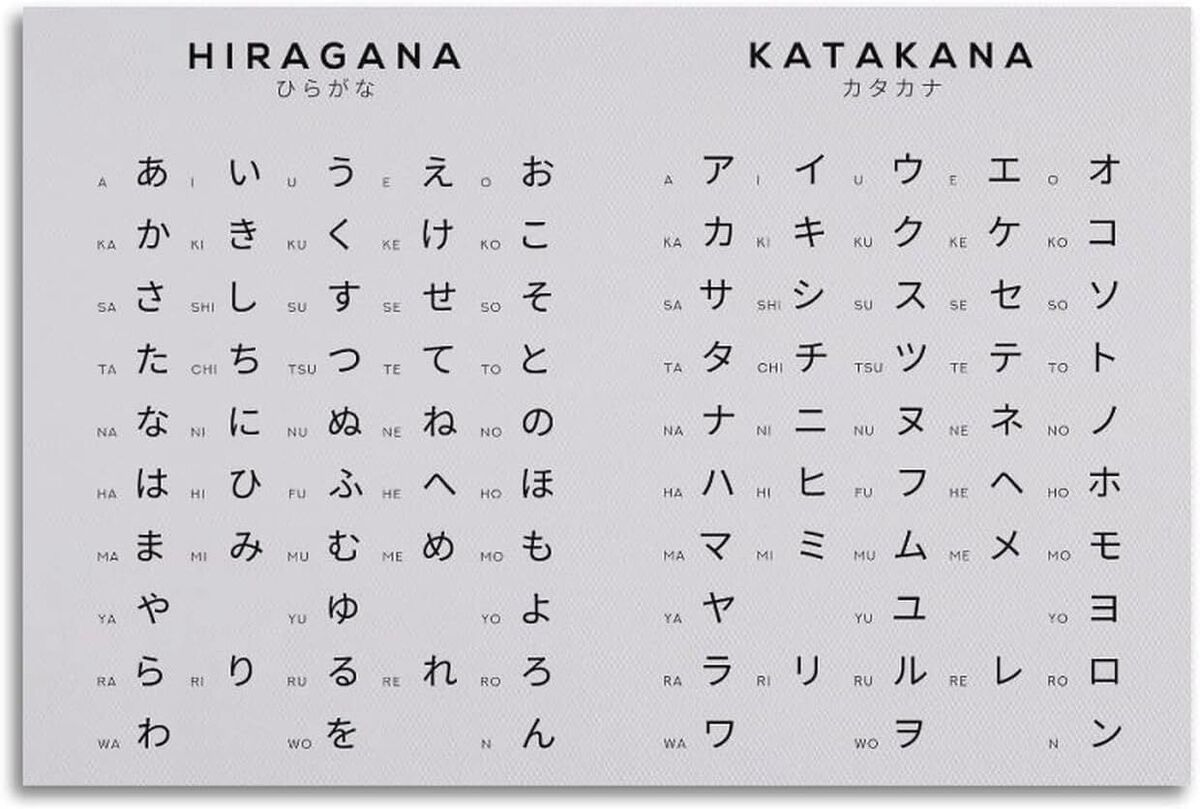 HIRAGANA
ひらがな
A あ I い U う E え O お
KA か KI き KU く KE け KO こ
SA さ SHI し SU す SE せ SO そ
TA た CHI ち TSU つ TE て TO と
NA な NI に NU ぬ NE ね NO の
HA は HI ひ FU ふ HE へ HO ほ
MA ま MI み MU む ME め MO も
YA や YU ゆ YO よ
RA ら RI り RU る RE れ RO ろ
WA わ WO を N ん
KATAKANA
カタカナ
A ア I イ U ウ E エ O オ
KA カ KI キ KU ク KE ケ KO コ
SA サ SHI シ SU ス SE セ SO ソ
TA タ CHI チ TSU ツ TE テ TO ト
NA ナ NI ニ NU ヌ NE ネ NO ノ
HA ハ HI ヒ FU フ HE ヘ HO ホ
MA マ MI ミ MU ム ME メ MO モ
YA ヤ YU ユ YO ヨ
RA ラ RI リ RU ル RE レ RO ロ
WA ワ WO ヲ N ン